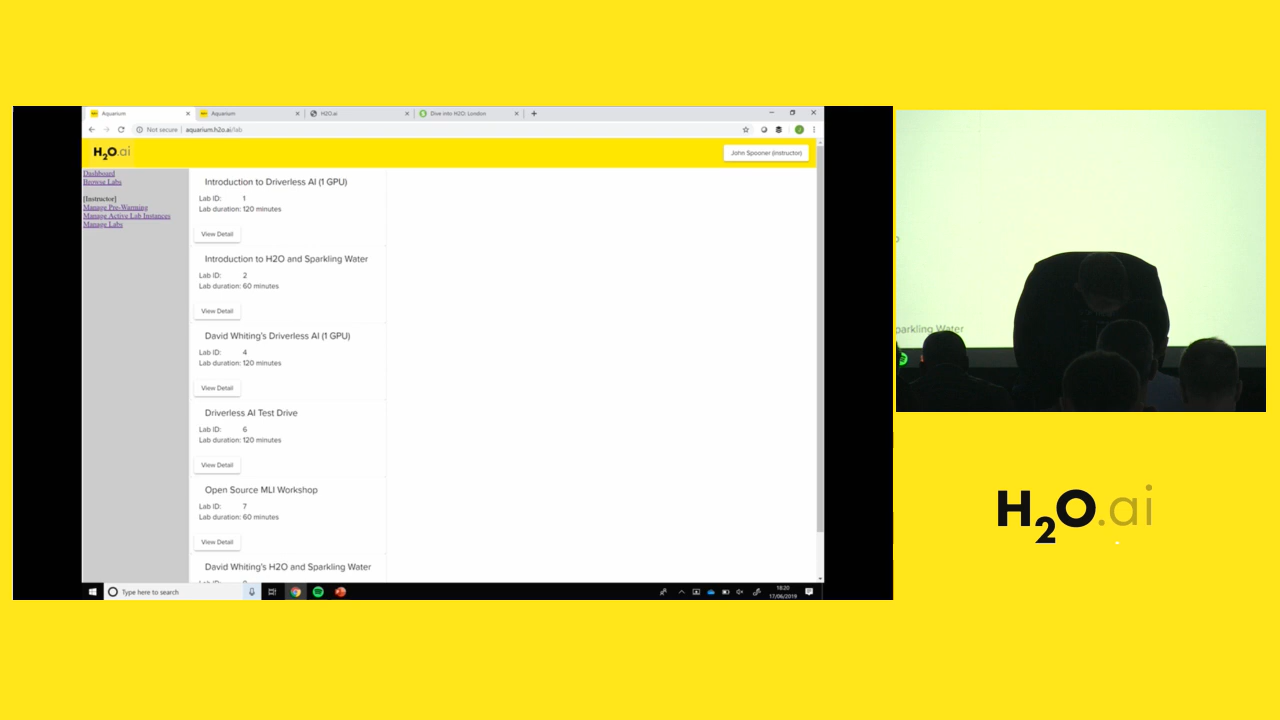 Aquarium
Aquarium
H2O.ai
Dive into H2O: London
Not secure
aquarium.h2o.ai/lab
H2O.ai
John Spooner (instructor)
Dashboard
Browse Labs
[Instructor]
Manage Pre-Warming
Manage Active Lab Instances
Manage Labs
Introduction to Driverless AI (1 GPU)
Lab ID: 1
Lab duration: 120 minutes
View Detail
Introduction to H2O and Sparkling Water
Lab ID: 2
Lab duration: 60 minutes
View Detail
David Whiting's Driverless AI (1 GPU)
Lab ID: 4
Lab duration: 120 minutes
View Detail
Driverless AI Test Drive
Lab ID: 6
Lab duration: 120 minutes
View Detail
Open Source MLI Workshop
Lab ID: 7
Lab duration: 60 minutes
View Detail
David Whiting's H2O and Sparkling Water
Type here to search
18:20
17/06/2019
parkling Water
H2O.ai